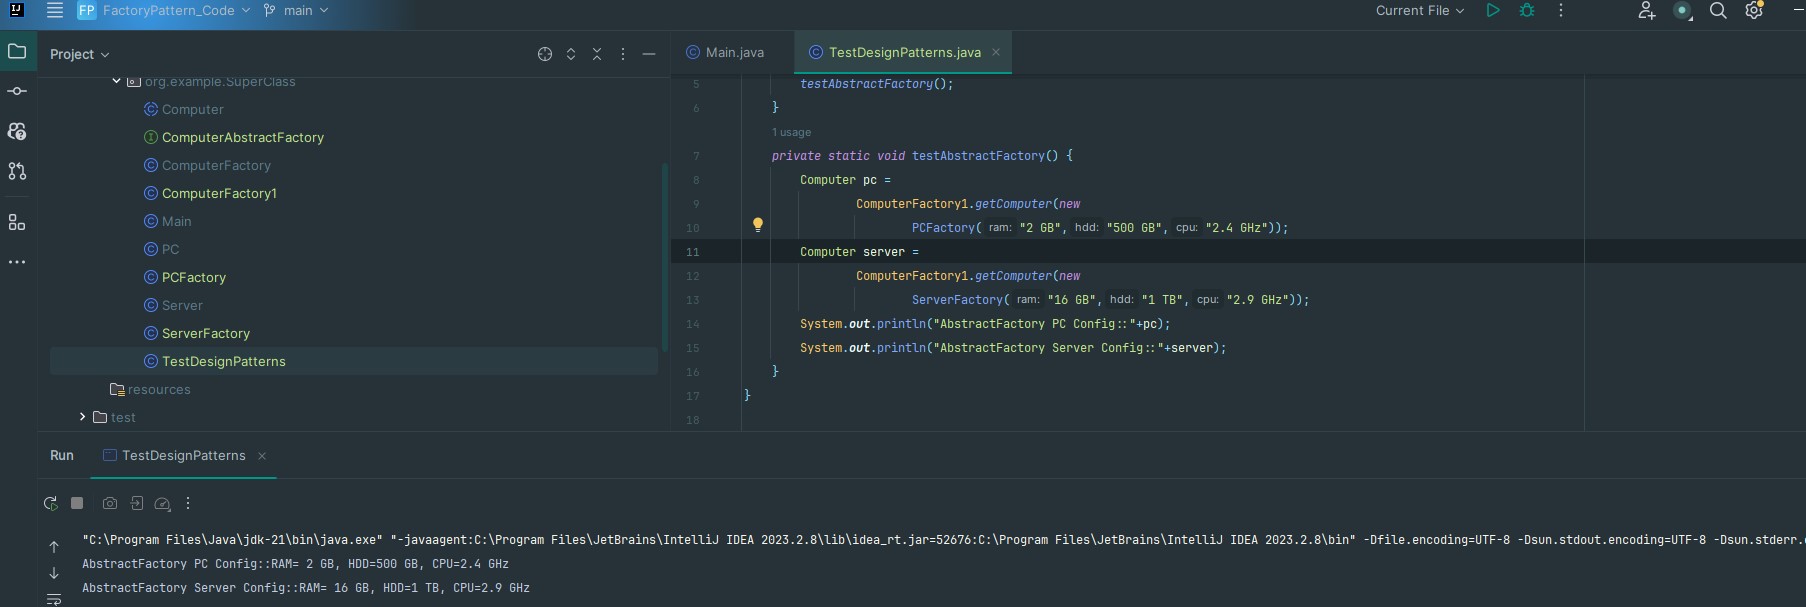 FP FactoryPattern_Code main
Current File
Project
org.example.SuperClass
Computer
ComputerAbstractFactory
ComputerFactory
ComputerFactory1
Main
PC
PCFactory
Server
ServerFactory
TestDesignPatterns
resources
test
Main.java TestDesignPatterns.java
5 testAbstractFactory();
6 }
1 usage
7 private static void testAbstractFactory() {
8 Computer pc =
9 ComputerFactory1.getComputer(new
10 PCFactory( ram: "2 GB", hdd: "500 GB", cpu: "2.4 GHz"));
11 Computer server =
12 ComputerFactory1.getComputer(new
13 ServerFactory( ram: "16 GB", hdd: "1 TB", cpu: "2.9 GHz"));
14 System.out.println("AbstractFactory PC Config::"+pc);
15 System.out.println("AbstractFactory Server Config::"+server);
16 }
17 }
18
Run TestDesignPatterns
"C:\Program Files\Java\jdk-21\bin\java.exe" "-javaagent:C:\Program Files\JetBrains\IntelliJ IDEA 2023.2.8\lib\idea_rt.jar=52676:C:\Program Files\JetBrains\IntelliJ IDEA 2023.2.8\bin" -Dfile.encoding=UTF-8 -Dsun.stdout.encoding=UTF-8 -Dsun.stderr.
AbstractFactory PC Config::RAM= 2 GB, HDD=500 GB, CPU=2.4 GHz
AbstractFactory Server Config::RAM= 16 GB, HDD=1 TB, CPU=2.9 GHz